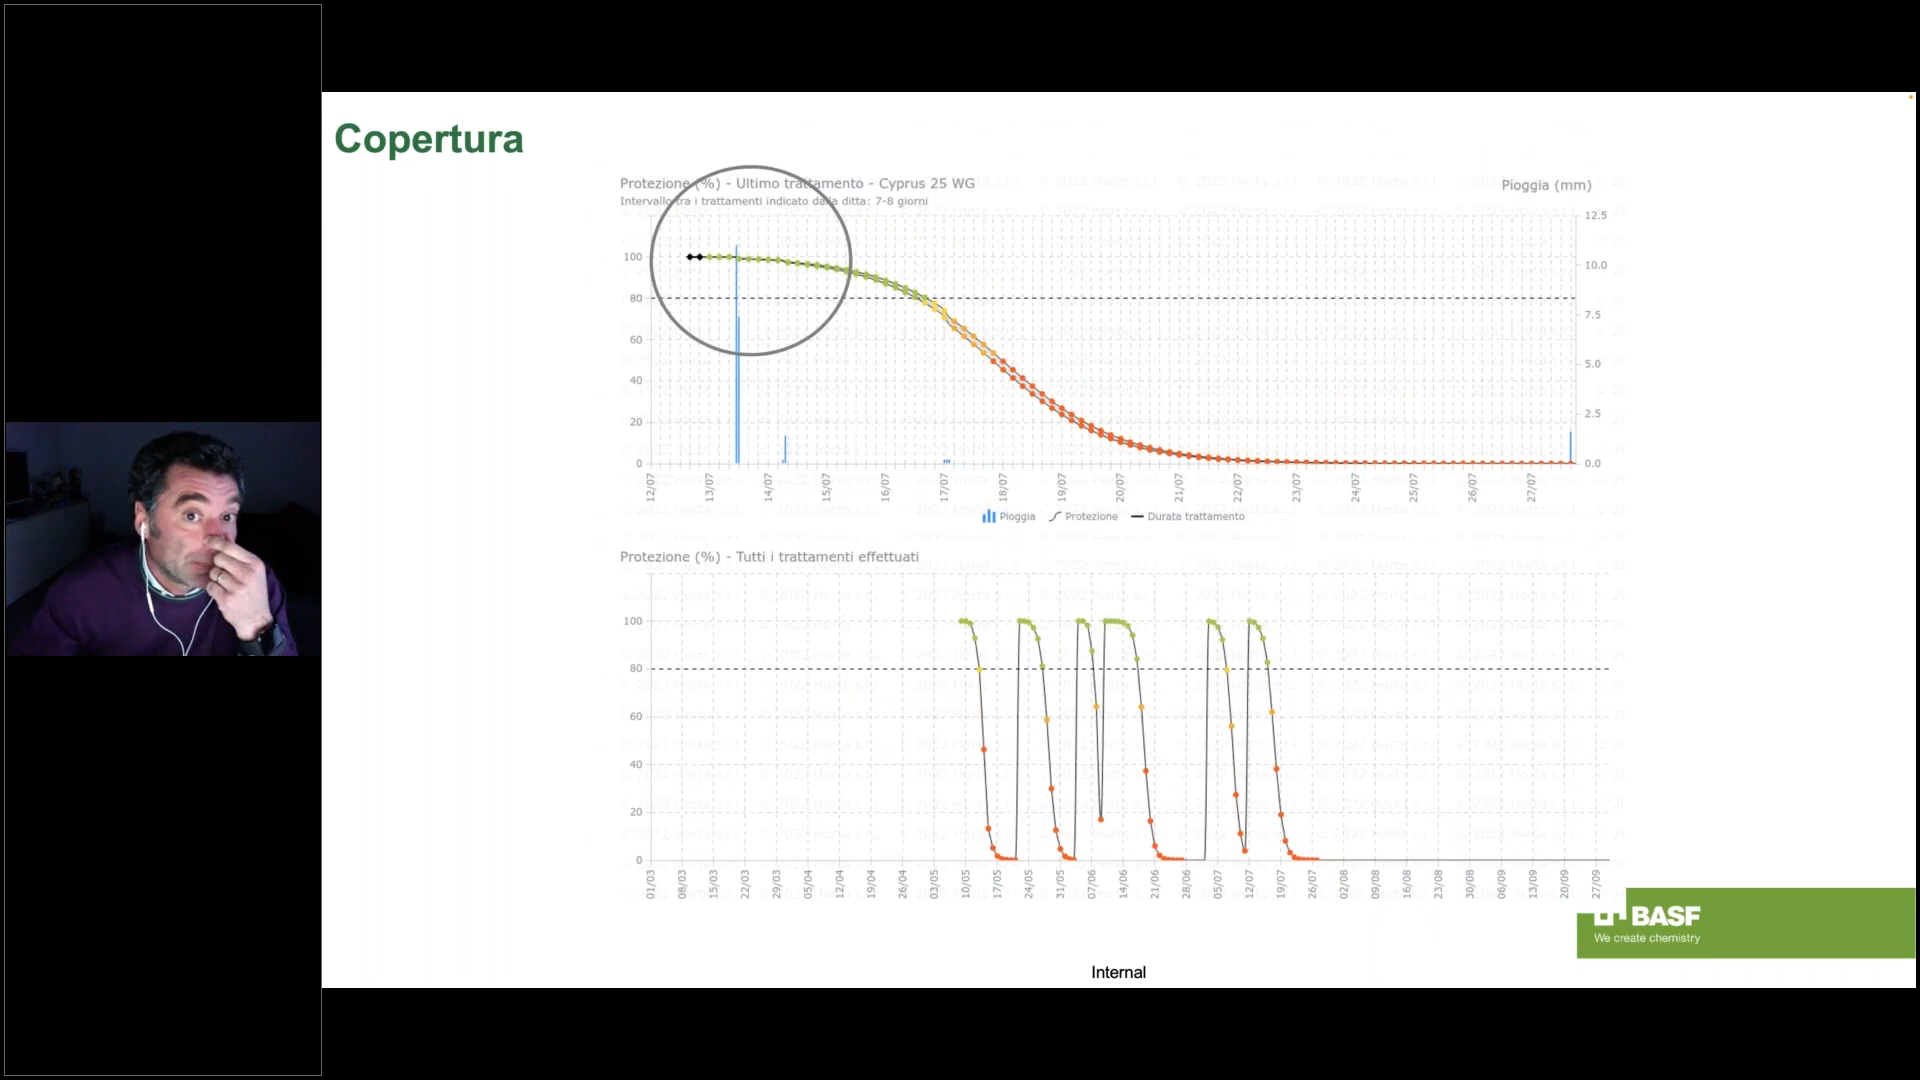 Copertura
Protezione (%) - Ultimo trattamento - Cyprus 25 WG
Pioggia (mm)
Intervallo tra i trattamenti indicato dalla ditta: 7-8 giorni
12.5
100
10.0
80
7.5
60
5.0
40
2.5
20
0
0.0
12/07 13/07 14/07 15/07 16/07 17/07 18/07 19/07 20/07 21/07 22/07 23/07 24/07 25/07 26/07 27/07
Pioggia Protezione Durata trattamento
Protezione (%) - Tutti i trattamenti effettuati
100
80
60
40
20
0
01/03 08/03 15/03 22/03 29/03 05/04 12/04 19/04 26/04 03/05 10/05 17/05 24/05 31/05 07/06 14/06 21/06 28/06 05/07 12/07 19/07 26/07 02/08 09/08 16/08 23/08 30/08 06/09 13/09 20/09 27/09
BASF
We create chemistry
Internal